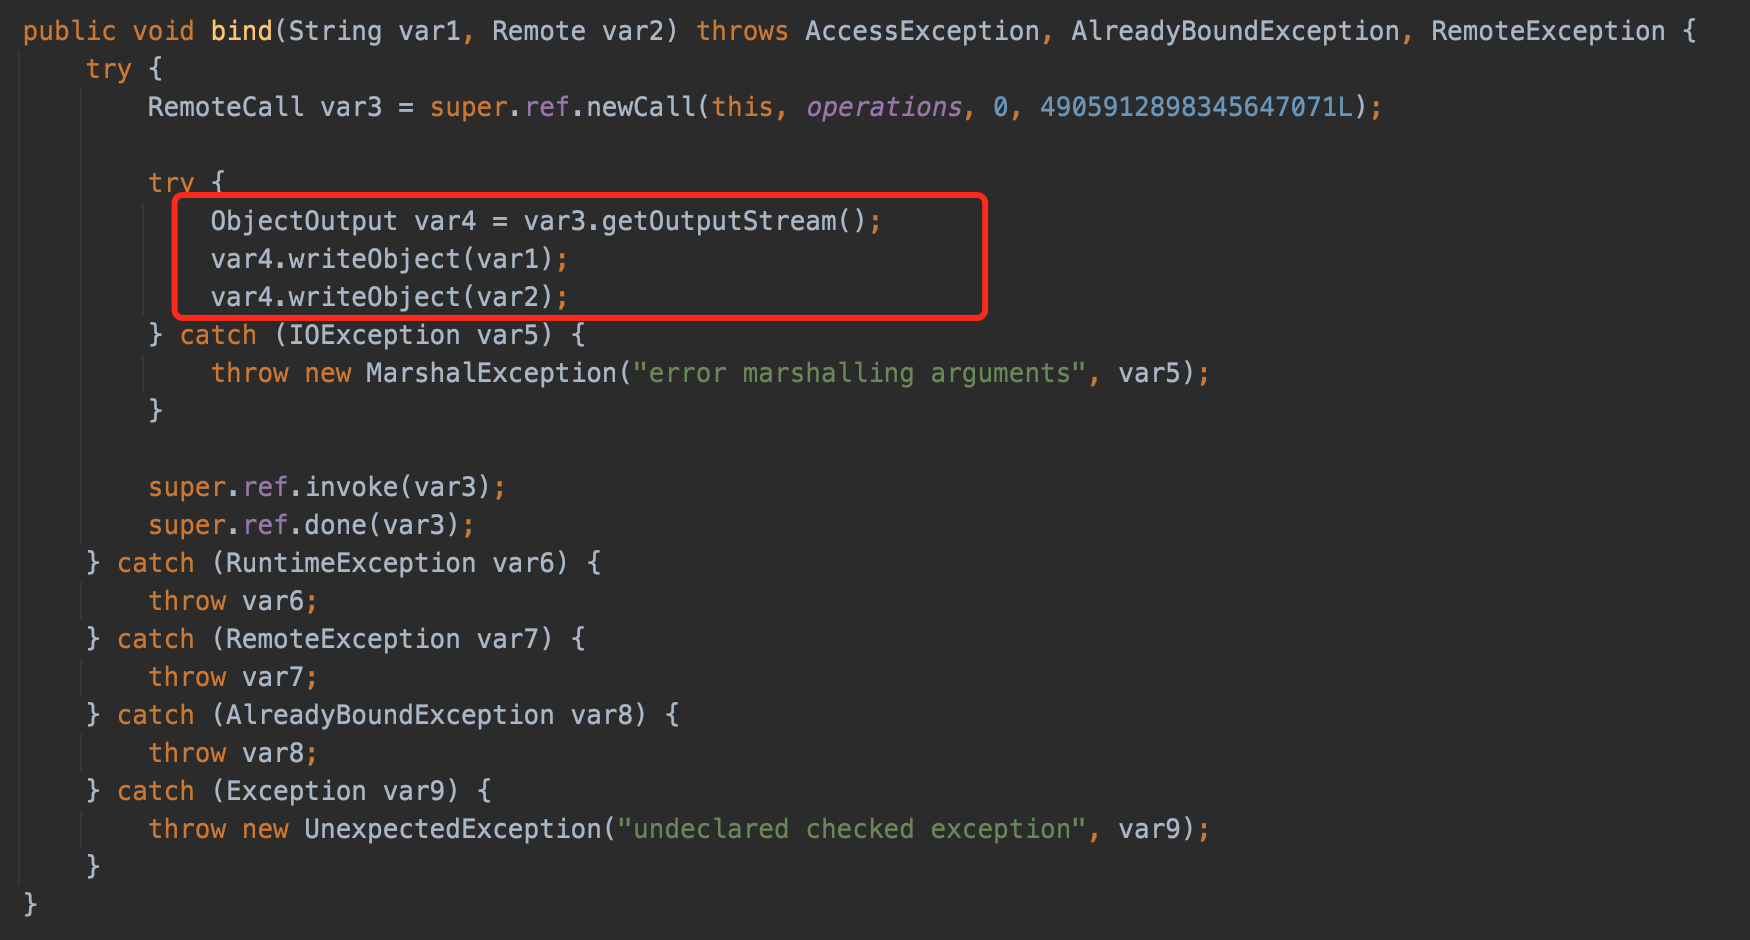 public void bind(String var1, Remote var2) throws AccessException, AlreadyBoundException, RemoteException {
    try {
        RemoteCall var3 = super.ref.newCall(this, operations, 0, 4905912898345647071L);

        try {
            ObjectOutput var4 = var3.getOutputStream();
            var4.writeObject(var1);
            var4.writeObject(var2);
        } catch (IOException var5) {
            throw new MarshalException("error marshalling arguments", var5);
        }

        super.ref.invoke(var3);
        super.ref.done(var3);
    } catch (RuntimeException var6) {
        throw var6;
    } catch (RemoteException var7) {
        throw var7;
    } catch (AlreadyBoundException var8) {
        throw var8;
    } catch (Exception var9) {
        throw new UnexpectedException("undeclared checked exception", var9);
    }
}